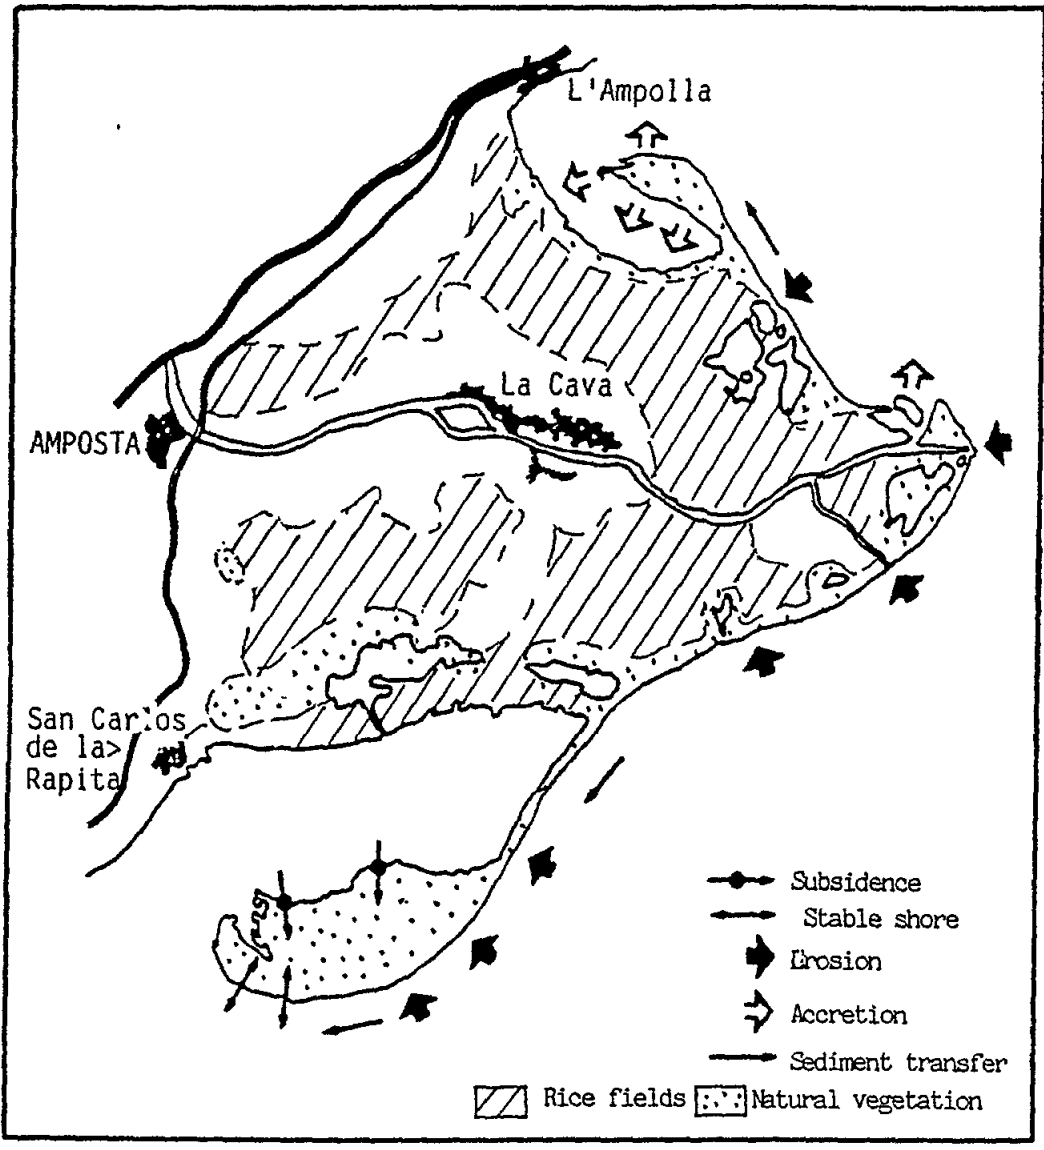 L'Ampolla
La Cava
AMPOSTA
San Carlos
de la>
Rapita
Subsidence
Stable shore
Erosion
Accretion
Sediment transfer
Rice fields
Natural vegetation